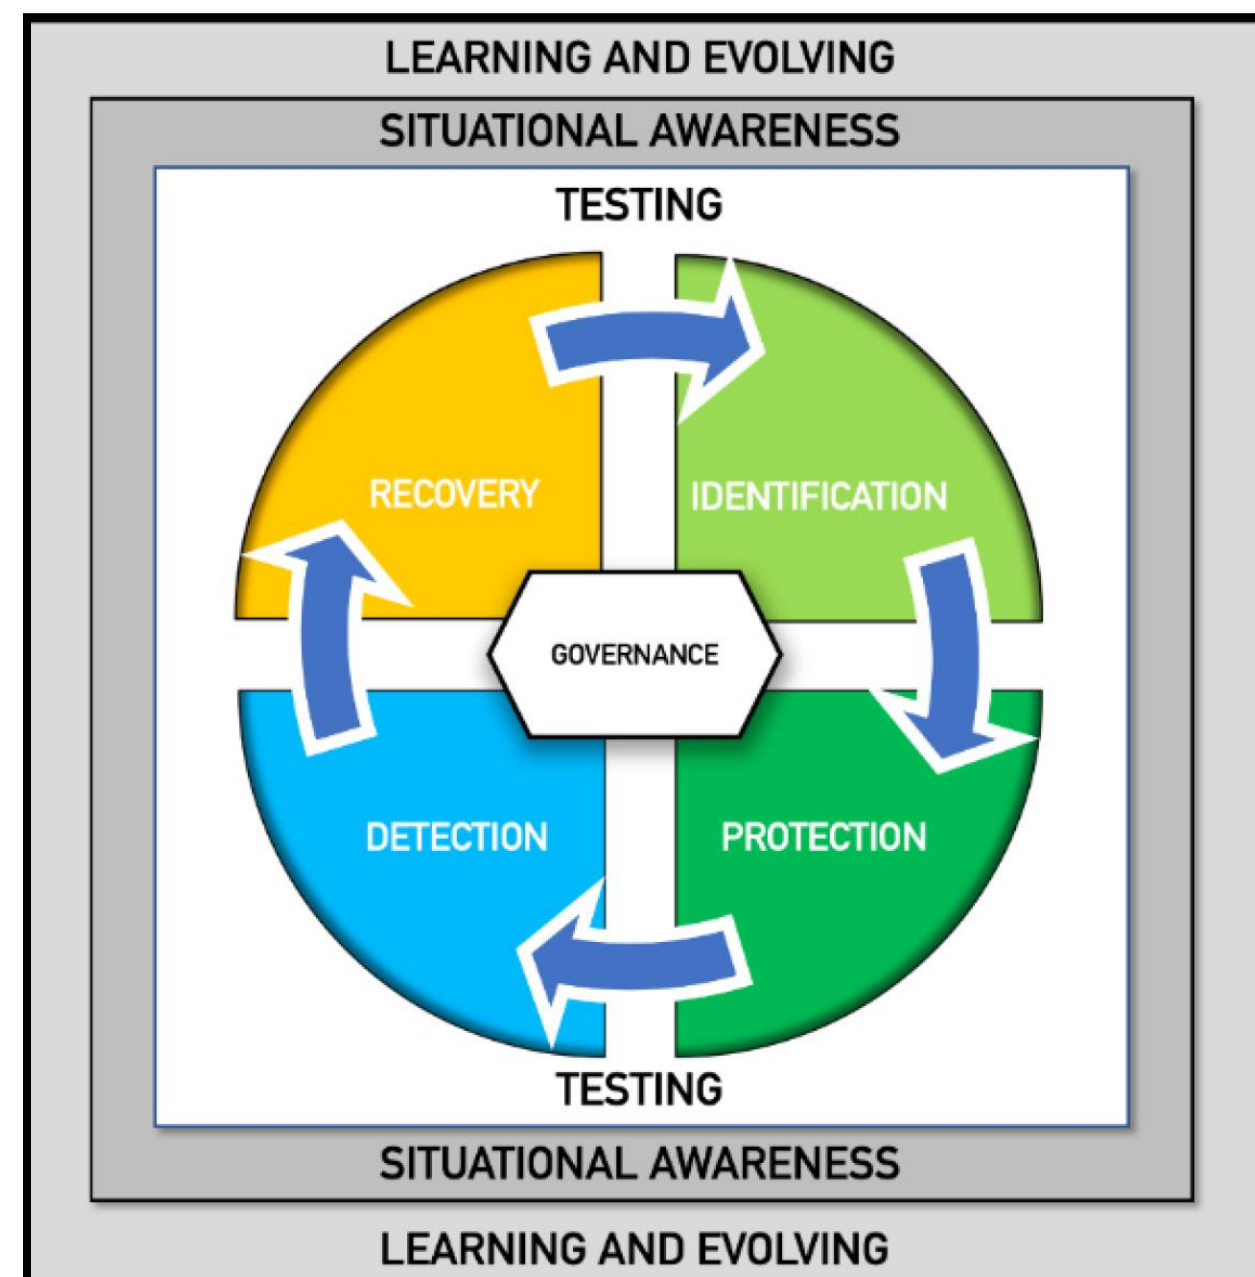 LEARNING AND EVOLVING
SITUATIONAL AWARENESS
TESTING
RECOVERY
IDENTIFICATION
GOVERNANCE
DETECTION
PROTECTION
TESTING
SITUATIONAL AWARENESS
LEARNING AND EVOLVING